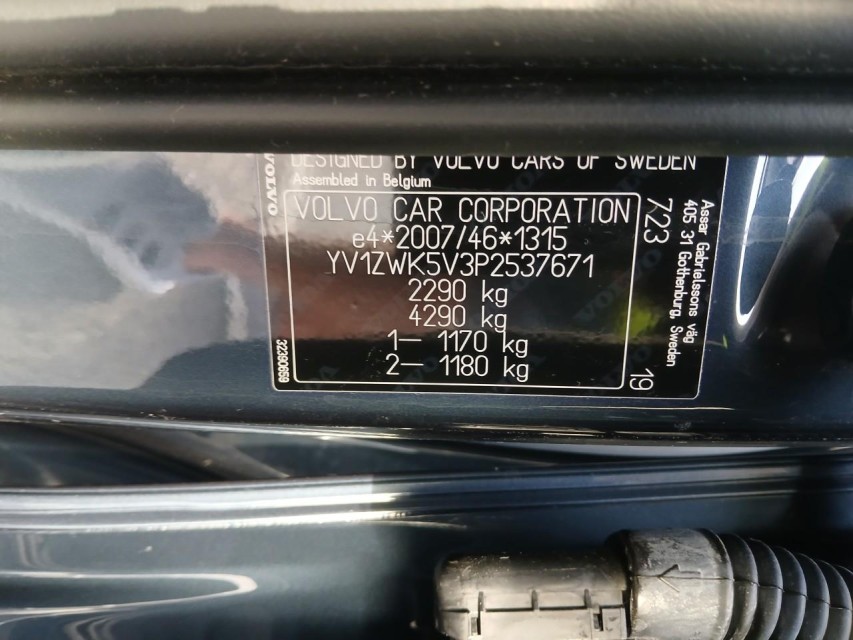 DESIGNED BY VOLVO CARS OF SWEDEN
Assembled in Belgium
VOLVO
VOLVO CAR CORPORATION
e4*2007/46*1315
YV1ZWK5V3P2537671
2290 kg
4290 kg
1– 1170 kg
2– 1180 kg
32390659
723
19
Assar Gabrielssons väg
405 31 Gothenburg, Sweden